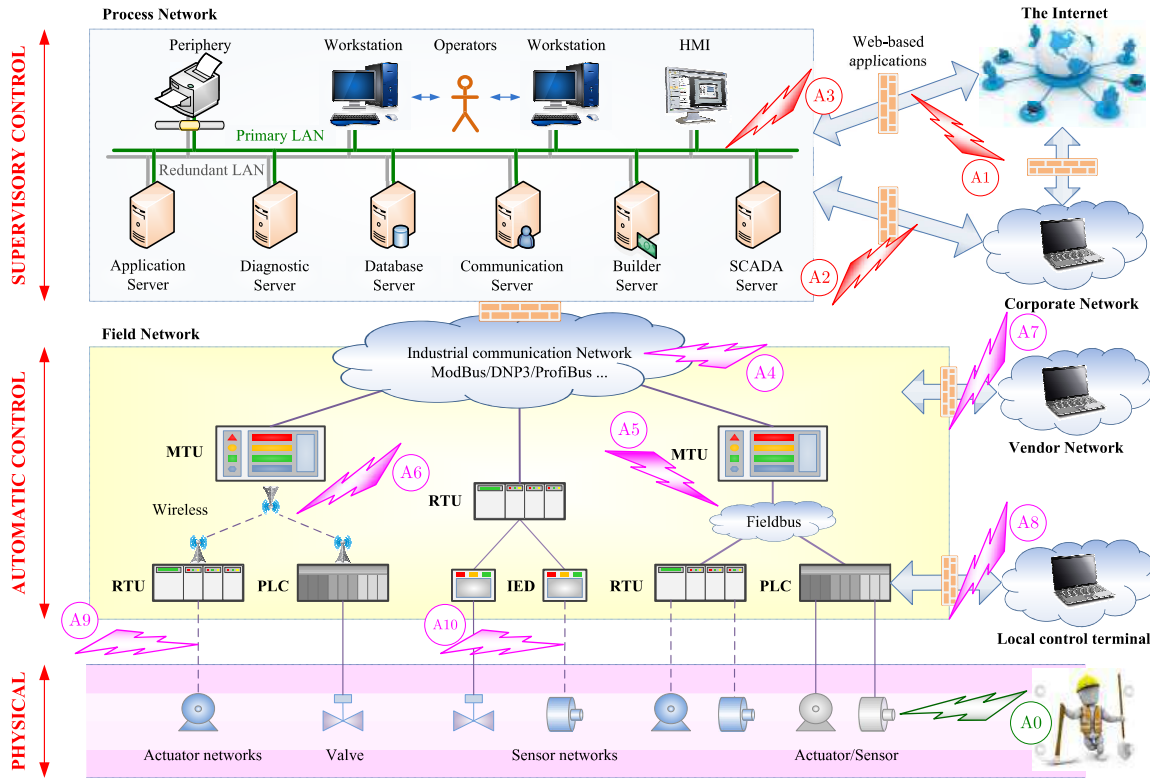 Process Network
The Internet
SUPERVISORY CONTROL
Periphery
Workstation
Operators
Workstation
HMI
Web-based
applications
A3
Primary LAN
Redundant LAN
A1
Application
Server
Diagnostic
Server
Database
Server
Communication
Server
Builder
Server
SCADA
Server
A2
Corporate Network
Field Network
AUTOMATIC CONTROL
Industrial communication Network
ModBus/DNP3/ProfiBus ...
A4
A7
Vendor Network
MTU
A6
A5
MTU
RTU
Wireless
Fieldbus
A8
RTU
PLC
IED
RTU
PLC
Local control terminal
A9
A10
PHYSICAL
A0
Actuator networks
Valve
Sensor networks
Actuator/Sensor